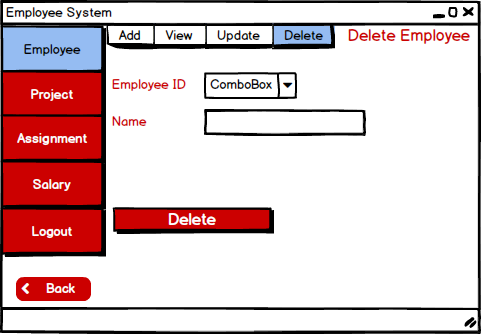 Employee System
Employee
Add
View
Update
Delete
Delete Employee
Project
Employee ID
ComboBox
Name
Assignment
Salary
Delete
Logout
Back